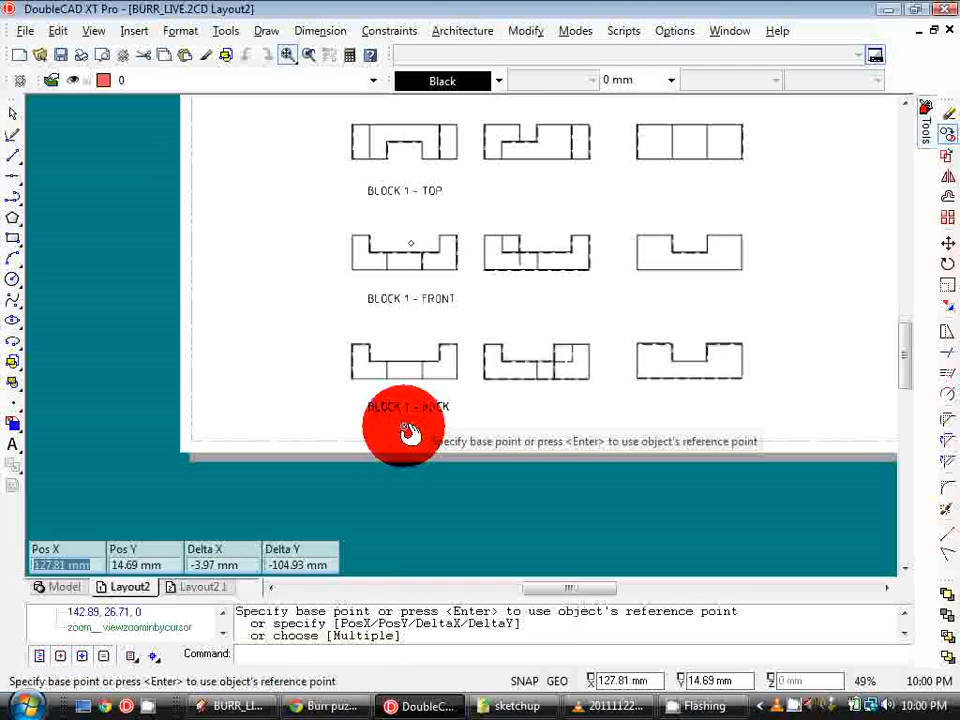 DoubleCAD XT Pro - [BURR_LIVE.2CD Layout2]
File Edit View Insert Format Tools Draw Dimension Constraints Architecture Modify Modes Scripts Options Window Help
0 Black 0 mm
Tools
BLOCK 1 - TOP
BLOCK 1 - FRONT
BLOCK 1 - BACK
Specify base point or press <Enter> to use object's reference point
Pos X Pos Y Delta X Delta Y
127.81 mm 14.69 mm -3.97 mm -104.93 mm
Model Layout2 Layout2.1
142.89, 26.71, 0
zoom__viewzoominbycursor
Specify base point or press <Enter> to use object's reference point
or specify [PosX/PosY/DeltaX/DeltaY]
or choose [Multiple]
Command:
Specify base point or press <Enter> to use object's reference point
SNAP GEO X 127.81 mm Y 14.69 mm Z 0 mm 49% 10:00 PM
BURR_LI... Burr puz... DoubleC... sketchup 20111122... Flashing 10:00 PM